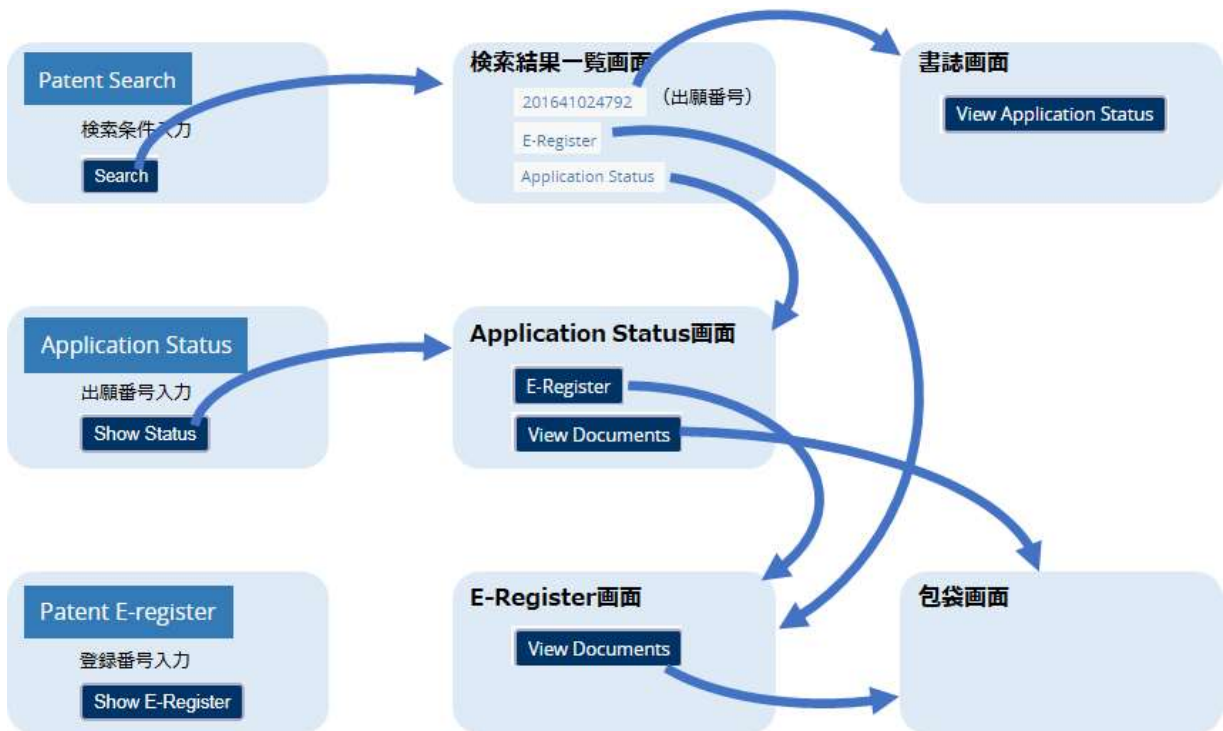 Patent Search
検索条件入力
Search
検索結果一覧画面
201641024792
（出願番号）
E-Register
Application Status
書誌画面
View Application Status
Application Status
出願番号入力
Show Status
Application Status画面
E-Register
View Documents
Patent E-register
登録番号入力
Show E-Register
E-Register画面
View Documents
包袋画面